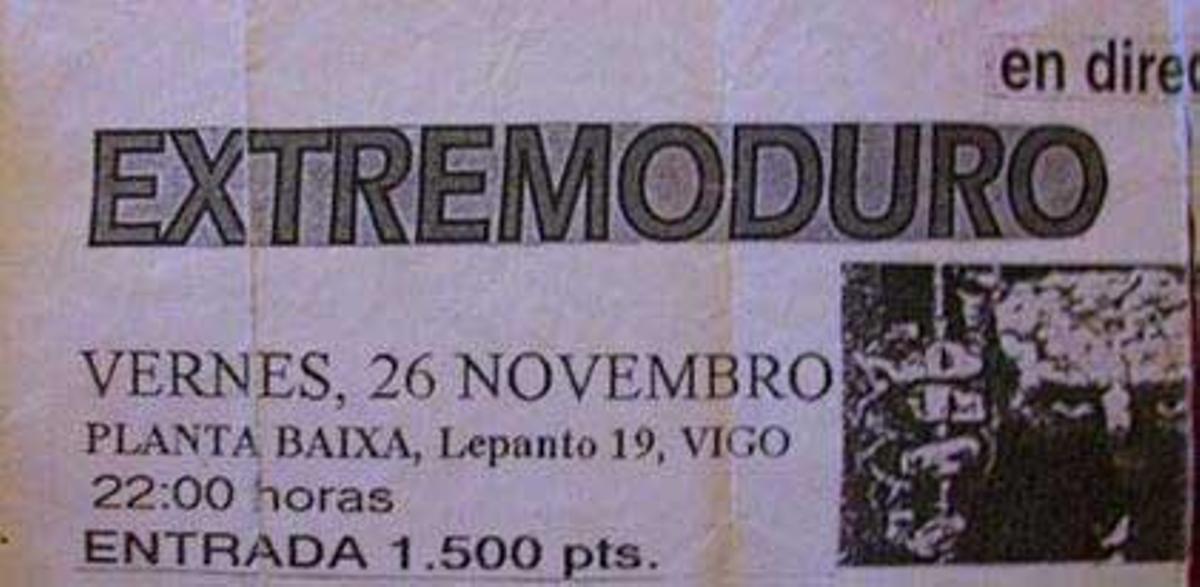 en direc
EXTREMODURO
VERNES, 26 NOVEMBRO
PLANTA BAIXA, Lepanto 19, VIGO
22:00 horas
ENTRADA 1.500 pts.